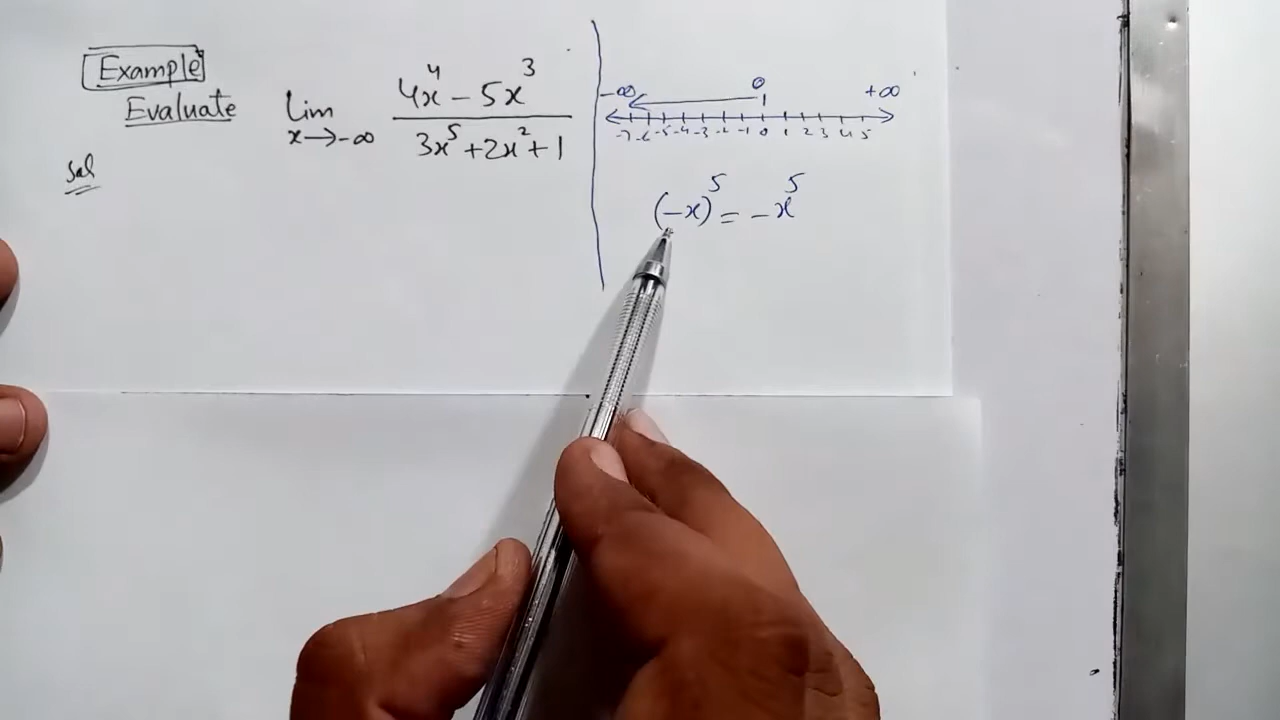 Example
Evaluate Lim x→-∞ 4x⁴ - 5x³ / 3x⁵ + 2x² + 1
Sol
-∞ 0 +∞
-7 -6 -5 -4 -3 -2 -1 0 1 2 3 4 5
(-x)⁵ = -x⁵